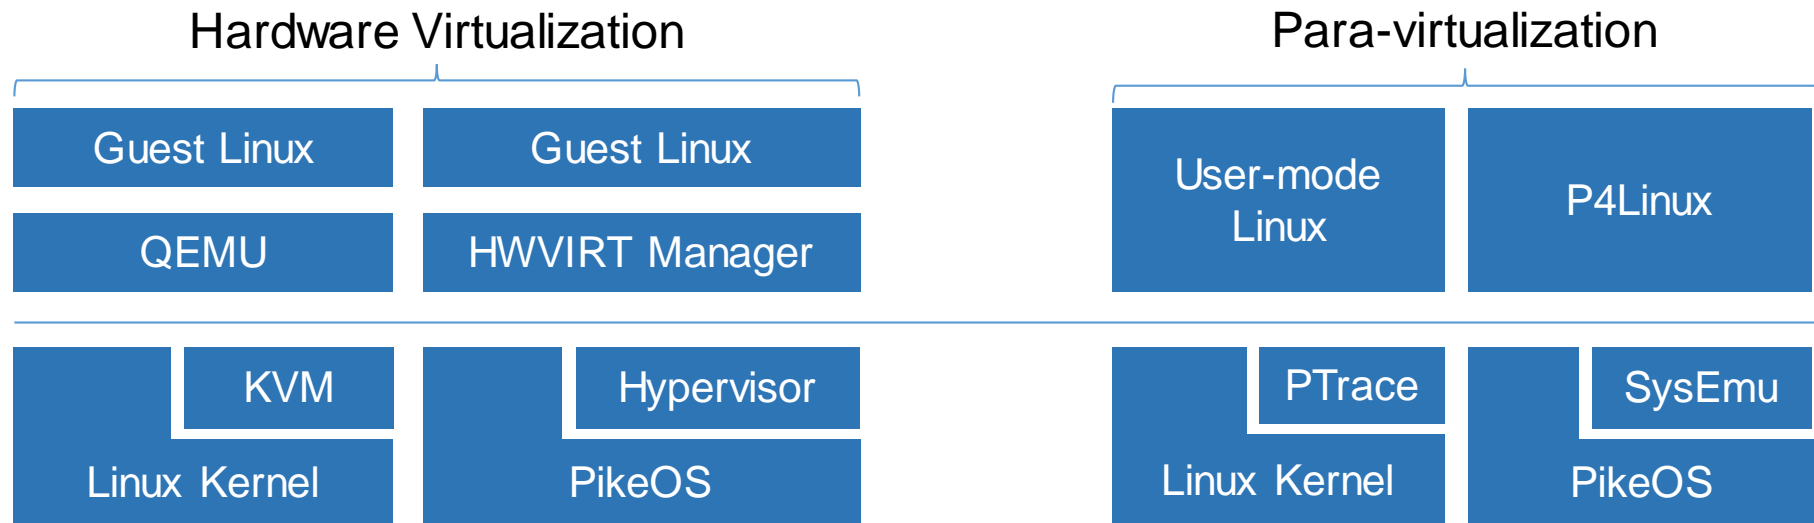 Hardware Virtualization
Para-virtualization
Guest Linux
Guest Linux
User-mode
Linux
P4Linux
QEMU
HWVIRT Manager
KVM
Hypervisor
PTrace
SysEmu
Linux Kernel
PikeOS
Linux Kernel
PikeOS